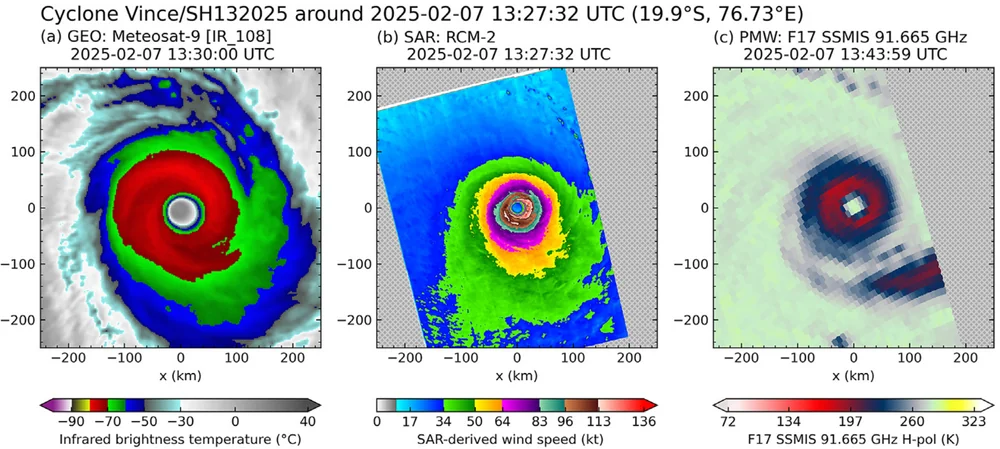 Cyclone Vince/SH132025 around 2025-02-07 13:27:32 UTC (19.9°S, 76.73°E)
(a) GEO: Meteosat-9 [IR_108]
2025-02-07 13:30:00 UTC
(b) SAR: RCM-2
2025-02-07 13:27:32 UTC
(c) PMW: F17 SSMIS 91.665 GHz
2025-02-07 13:43:59 UTC
200
100
0
−100
−200
−200 −100 0 100 200
x (km)
200
100
0
−100
−200
−200 −100 0 100 200
x (km)
200
100
0
−100
−200
−200 −100 0 100 200
x (km)
−90 −70 −50 −30 0 40
Infrared brightness temperature (°C)
0 17 34 50 64 83 96 113 136
SAR-derived wind speed (kt)
72 134 197 260 323
F17 SSMIS 91.665 GHz H-pol (K)